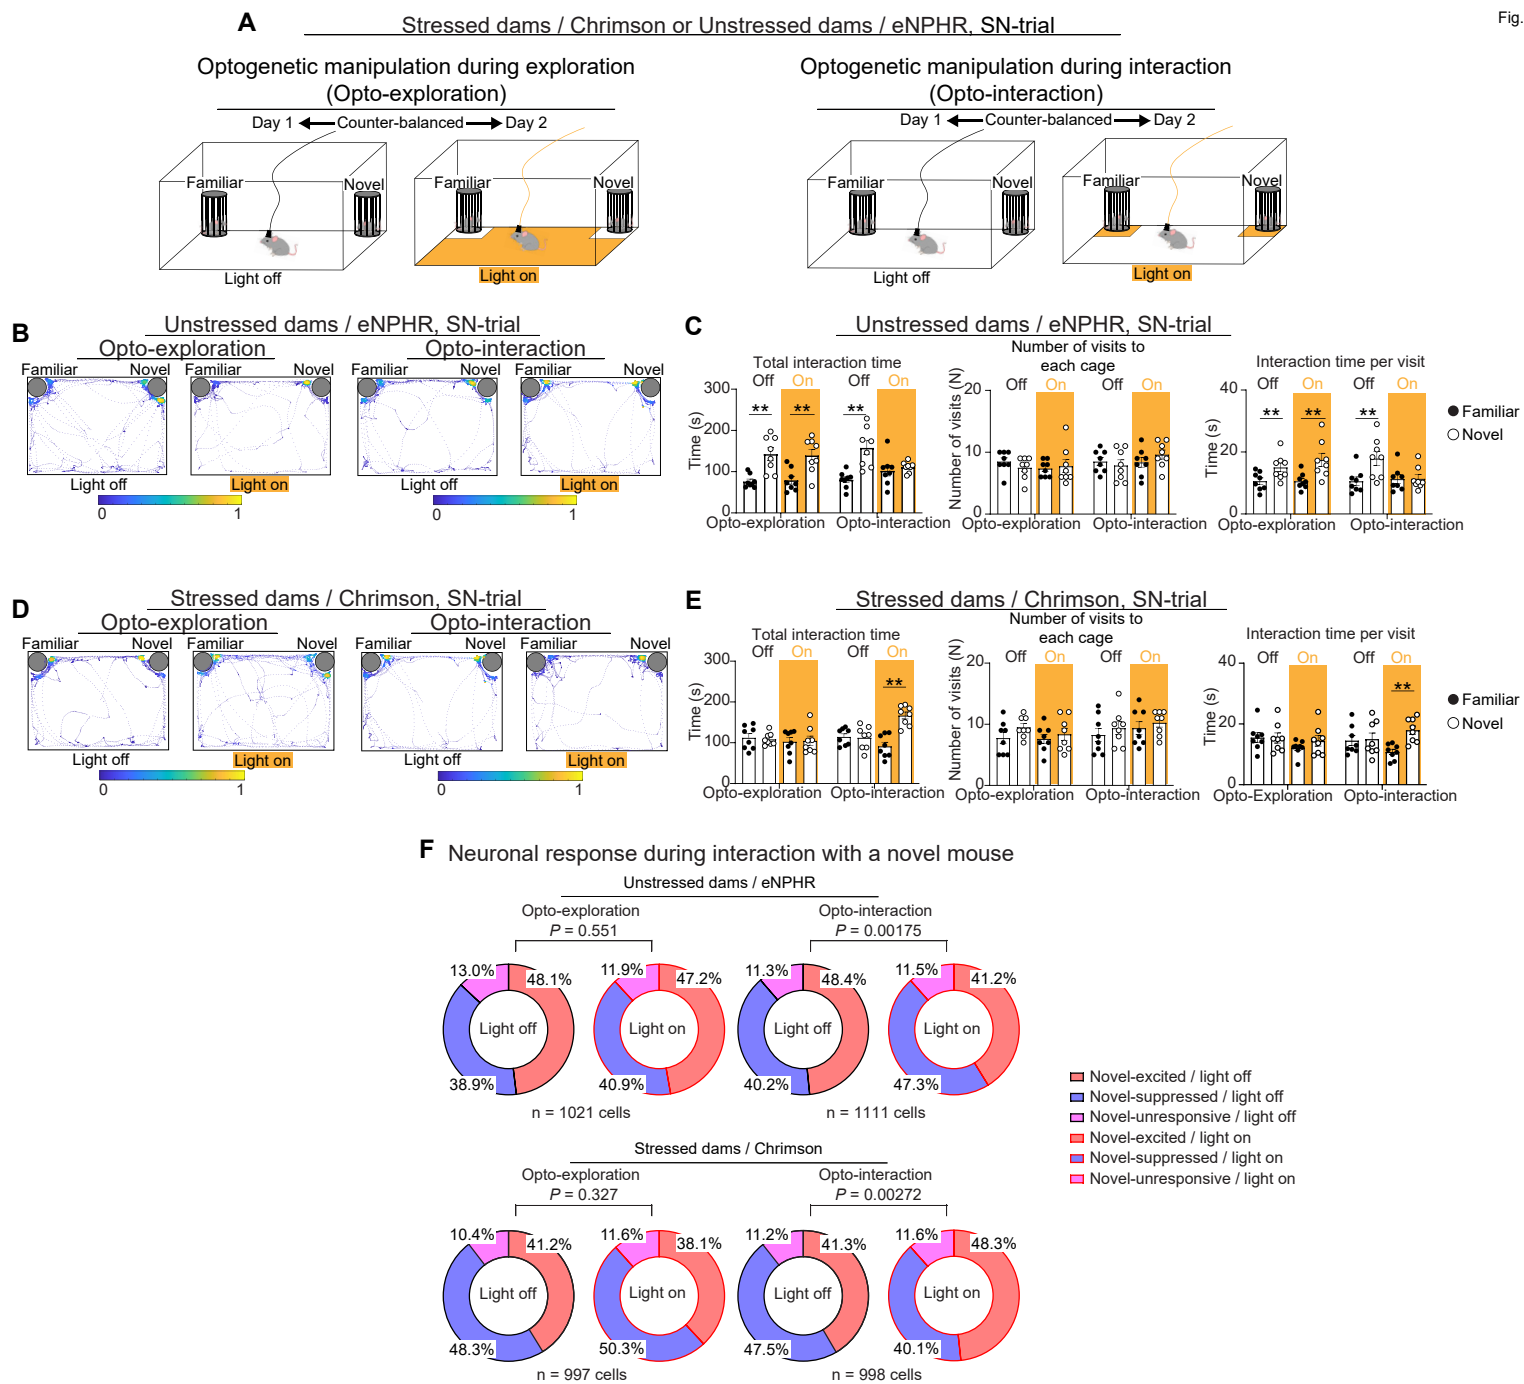 Fig.
A Stressed dams / Chrimson or Unstressed dams / eNPHR, SN-trial
Optogenetic manipulation during exploration
(Opto-exploration)
Day 1 Counter-balanced Day 2
Familiar Novel
Light off
Familiar Novel
Light on
Optogenetic manipulation during interaction
(Opto-interaction)
Day 1 Counter-balanced Day 2
Familiar Novel
Light off
Familiar Novel
Light on
B Unstressed dams / eNPHR, SN-trial
Opto-exploration Opto-interaction
Familiar Novel Familiar Novel Familiar Novel Familiar Novel
Light off Light on Light off Light on
0 1 0 1
C Unstressed dams / eNPHR, SN-trial
Total interaction time
Off On Off On
Time (s)
300
200
100
0
** ** **
Opto-exploration Opto-interaction
Number of visits to
each cage
Off On Off On
Number of visits (N)
20
10
0
Opto-exploration Opto-interaction
Interaction time per visit
Off On Off On
Time (s)
40
20
0
** ** **
Opto-exploration Opto-interaction
Familiar
Novel
D Stressed dams / Chrimson, SN-trial
Opto-exploration Opto-interaction
Familiar Novel Familiar Novel Familiar Novel Familiar Novel
Light off Light on Light off Light on
0 1 0 1
E Stressed dams / Chrimson, SN-trial
Total interaction time
Off On Off On
Time (s)
300
200
100
0
**
Opto-exploration Opto-interaction
Number of visits to
each cage
Off On Off On
Number of visits (N)
20
10
0
Opto-exploration Opto-interaction
Interaction time per visit
Off On Off On
Time (s)
40
20
0
**
Opto-Exploration Opto-interaction
Familiar
Novel
F Neuronal response during interaction with a novel mouse
Unstressed dams / eNPHR
Opto-exploration Opto-interaction
P = 0.551 P = 0.00175
13.0% 48.1% 11.9% 47.2% 11.3% 48.4% 11.5% 41.2%
Light off Light on Light off Light on
38.9% 40.9% 40.2% 47.3%
n = 1021 cells n = 1111 cells
Novel-excited / light off
Novel-suppressed / light off
Novel-unresponsive / light off
Novel-excited / light on
Novel-suppressed / light on
Novel-unresponsive / light on
Stressed dams / Chrimson
Opto-exploration Opto-interaction
P = 0.327 P = 0.00272
10.4% 41.2% 11.6% 38.1% 11.2% 41.3% 11.6% 48.3%
Light off Light on Light off Light on
48.3% 50.3% 47.5% 40.1%
n = 997 cells n = 998 cells